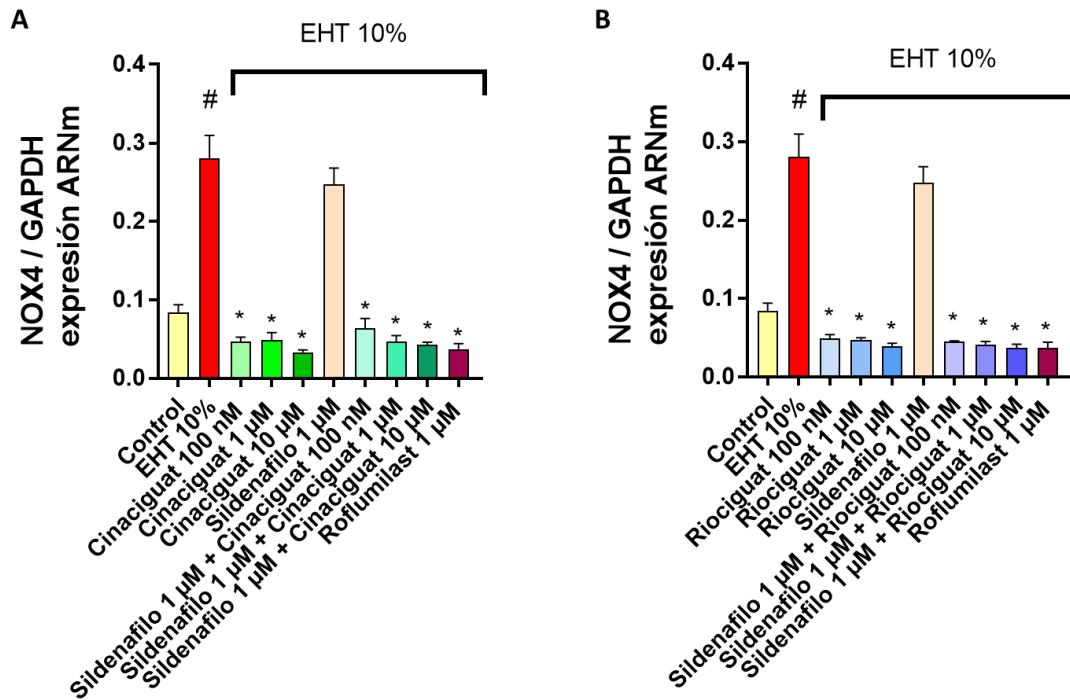 A
EHT 10%
NOX4 / GAPDH
expresión ARNm
0.4
0.3
0.2
0.1
0.0
#
*
*
*
*
*
*
*
Control
EHT 10%
Cinaciguat 100 nM
Cinaciguat 1 µM
Cinaciguat 10 µM
Sildenafilo 1 µM
Sildenafilo 1 µM + Cinaciguat 100 nM
Sildenafilo 1 µM + Cinaciguat 1 µM
Sildenafilo 1 µM + Cinaciguat 10 µM
Roflumilast 1 µM
B
EHT 10%
NOX4 / GAPDH
expresión ARNm
0.4
0.3
0.2
0.1
0.0
#
*
*
*
*
*
*
*
Control
EHT 10%
Riociguat 100 nM
Riociguat 1 µM
Riociguat 10 µM
Sildenafilo 1 µM
Sildenafilo 1 µM + Riociguat 100 nM
Sildenafilo 1 µM + Riociguat 1 µM
Sildenafilo 1 µM + Riociguat 10 µM
Roflumilast 1 µM